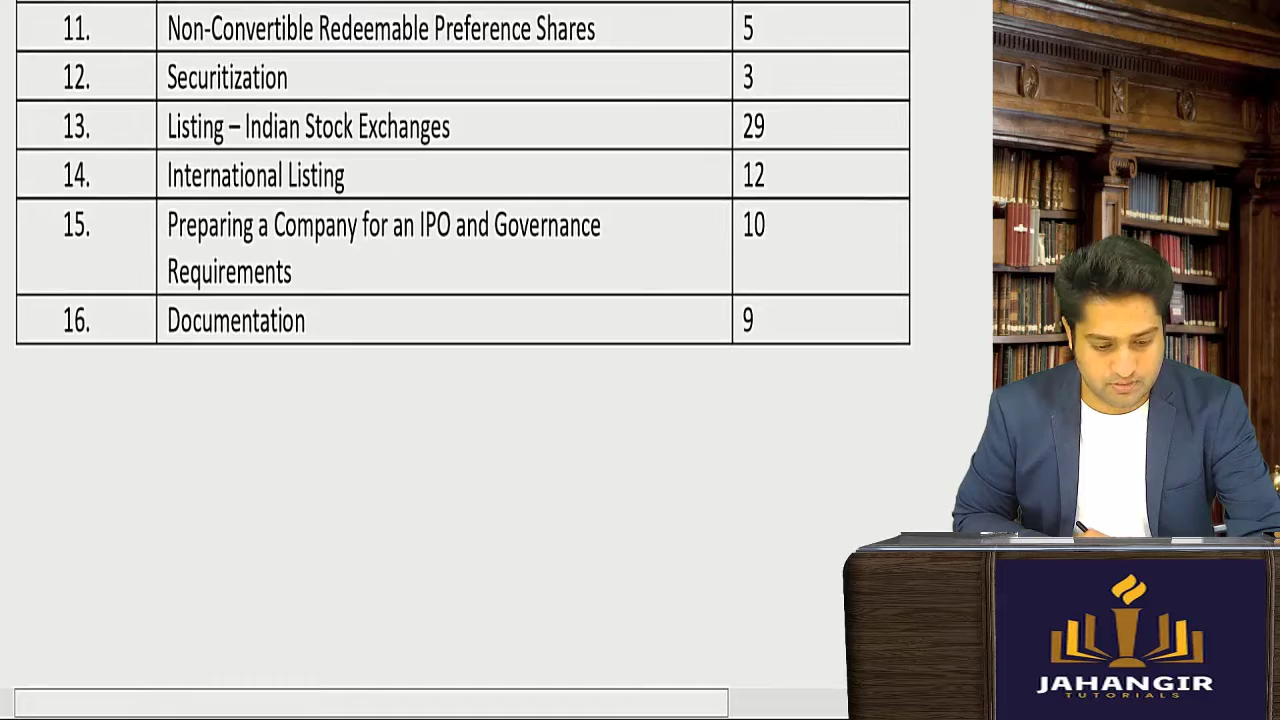 11. Non-Convertible Redeemable Preference Shares 5
12. Securitization 3
13. Listing – Indian Stock Exchanges 29
14. International Listing 12
15. Preparing a Company for an IPO and Governance 10
Requirements
16. Documentation 9
JAHANGIR
TUTORIALS